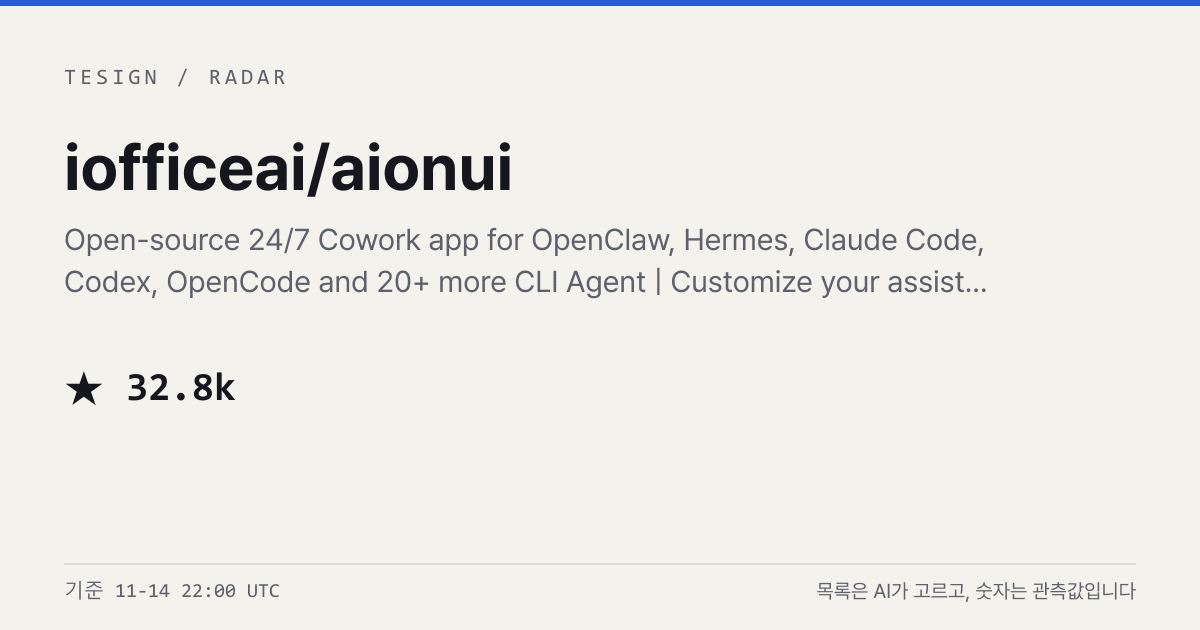 TESIGN / RADAR
iofficeai/aionui
Open-source 24/7 Cowork app for OpenClaw, Hermes, Claude Code,
Codex, OpenCode and 20+ more CLI Agent | Customize your assist...
★ 32.8k
기준 11-14 22:00 UTC
목록은 AI가 고르고, 숫자는 관측값입니다